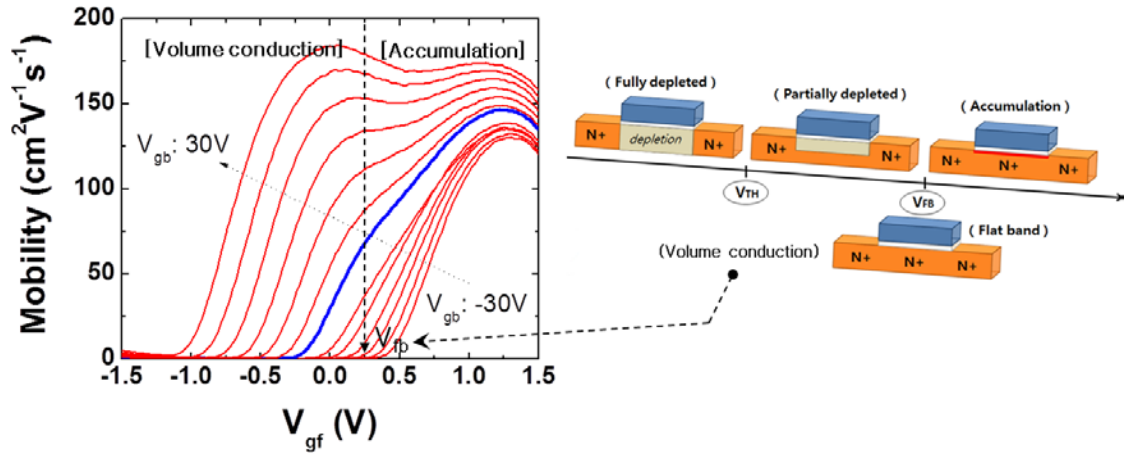 Mobility (cm²V⁻¹s⁻¹)
200
150
100
50
0
[Volume conduction]
[Accumulation]
V_gb: 30V
V_gb: -30V
V_fb
-1.5 -1.0 -0.5 0.0 0.5 1.0 1.5
V_gf (V)
( Fully depleted )
( Partially depleted )
( Accumulation )
N+ depletion N+
N+ N+ N+
V_TH
V_FB
(Volume conduction)
( Flat band )
N+ N+ N+